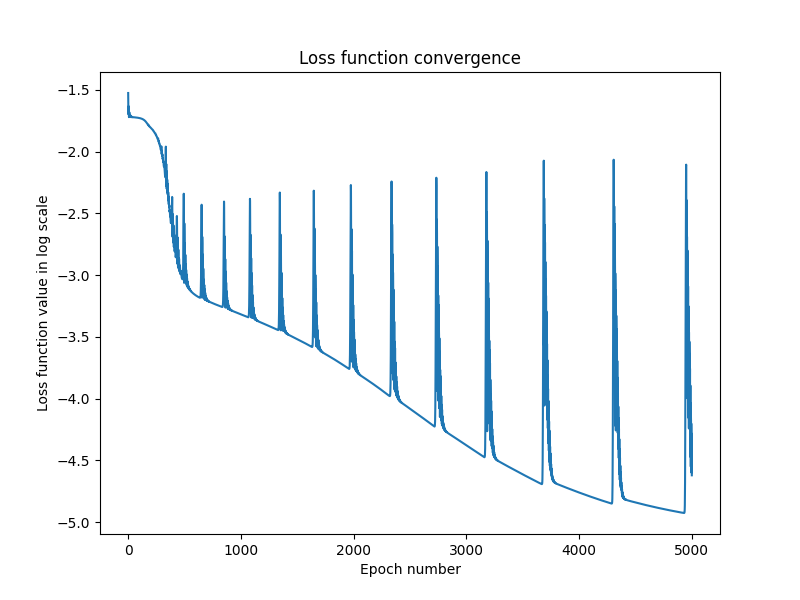 Loss function convergence
−1.5
−2.0
−2.5
−3.0
−3.5
−4.0
−4.5
−5.0
Loss function value in log scale
0 1000 2000 3000 4000 5000
Epoch number